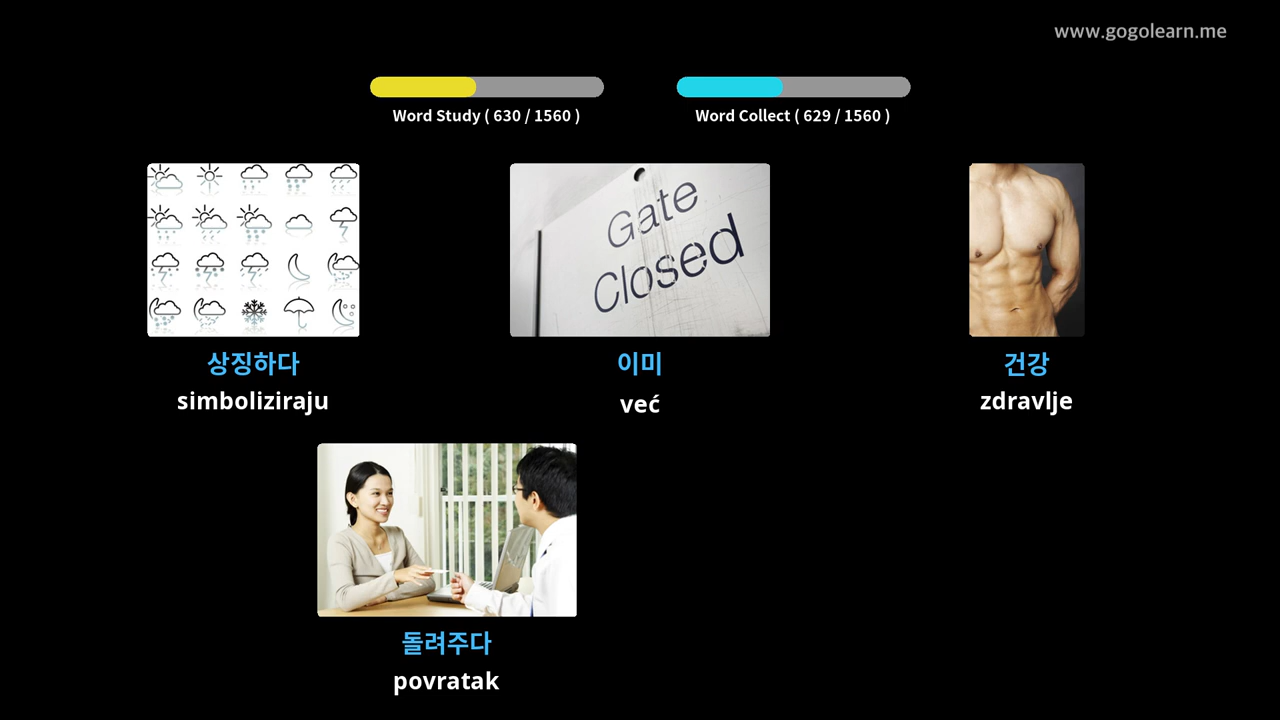 www.gogolearn.me
Word Study ( 630 / 1560 )
Word Collect ( 629 / 1560 )
Gate
Closed
상징하다
simboliziraju
이미
već
건강
zdravlje
돌려주다
povratak